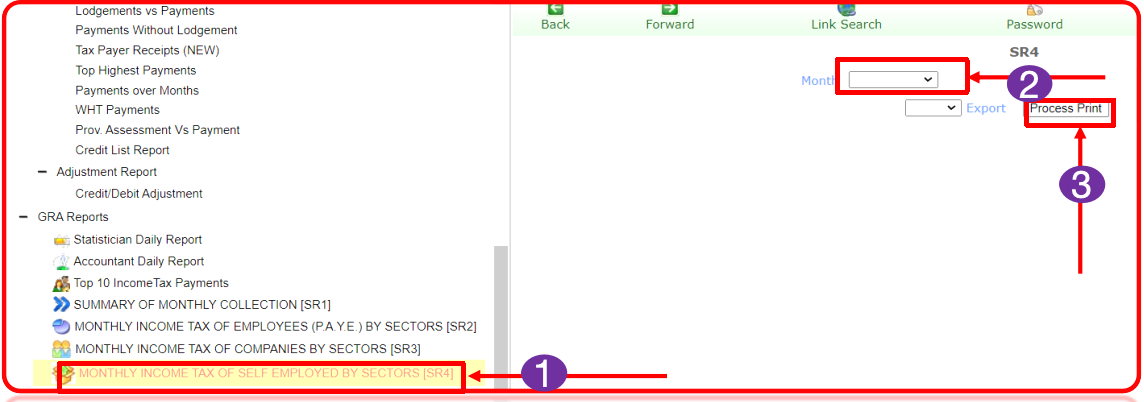 Lodgements vs Payments
Payments Without Lodgement
Tax Payer Receipts (NEW)
Top Highest Payments
Payments over Months
WHT Payments
Prov. Assessment Vs Payment
Credit List Report
Adjustment Report
Credit/Debit Adjustment
GRA Reports
Statistician Daily Report
Accountant Daily Report
Top 10 IncomeTax Payments
SUMMARY OF MONTHLY COLLECTION [SR1]
MONTHLY INCOME TAX OF EMPLOYEES (P.A.Y.E.) BY SECTORS [SR2]
MONTHLY INCOME TAX OF COMPANIES BY SECTORS [SR3]
MONTHLY INCOME TAX OF SELF EMPLOYED BY SECTORS [SR4]
1
Back Forward Link Search Password
SR4
Month
2
Export Process Print
3